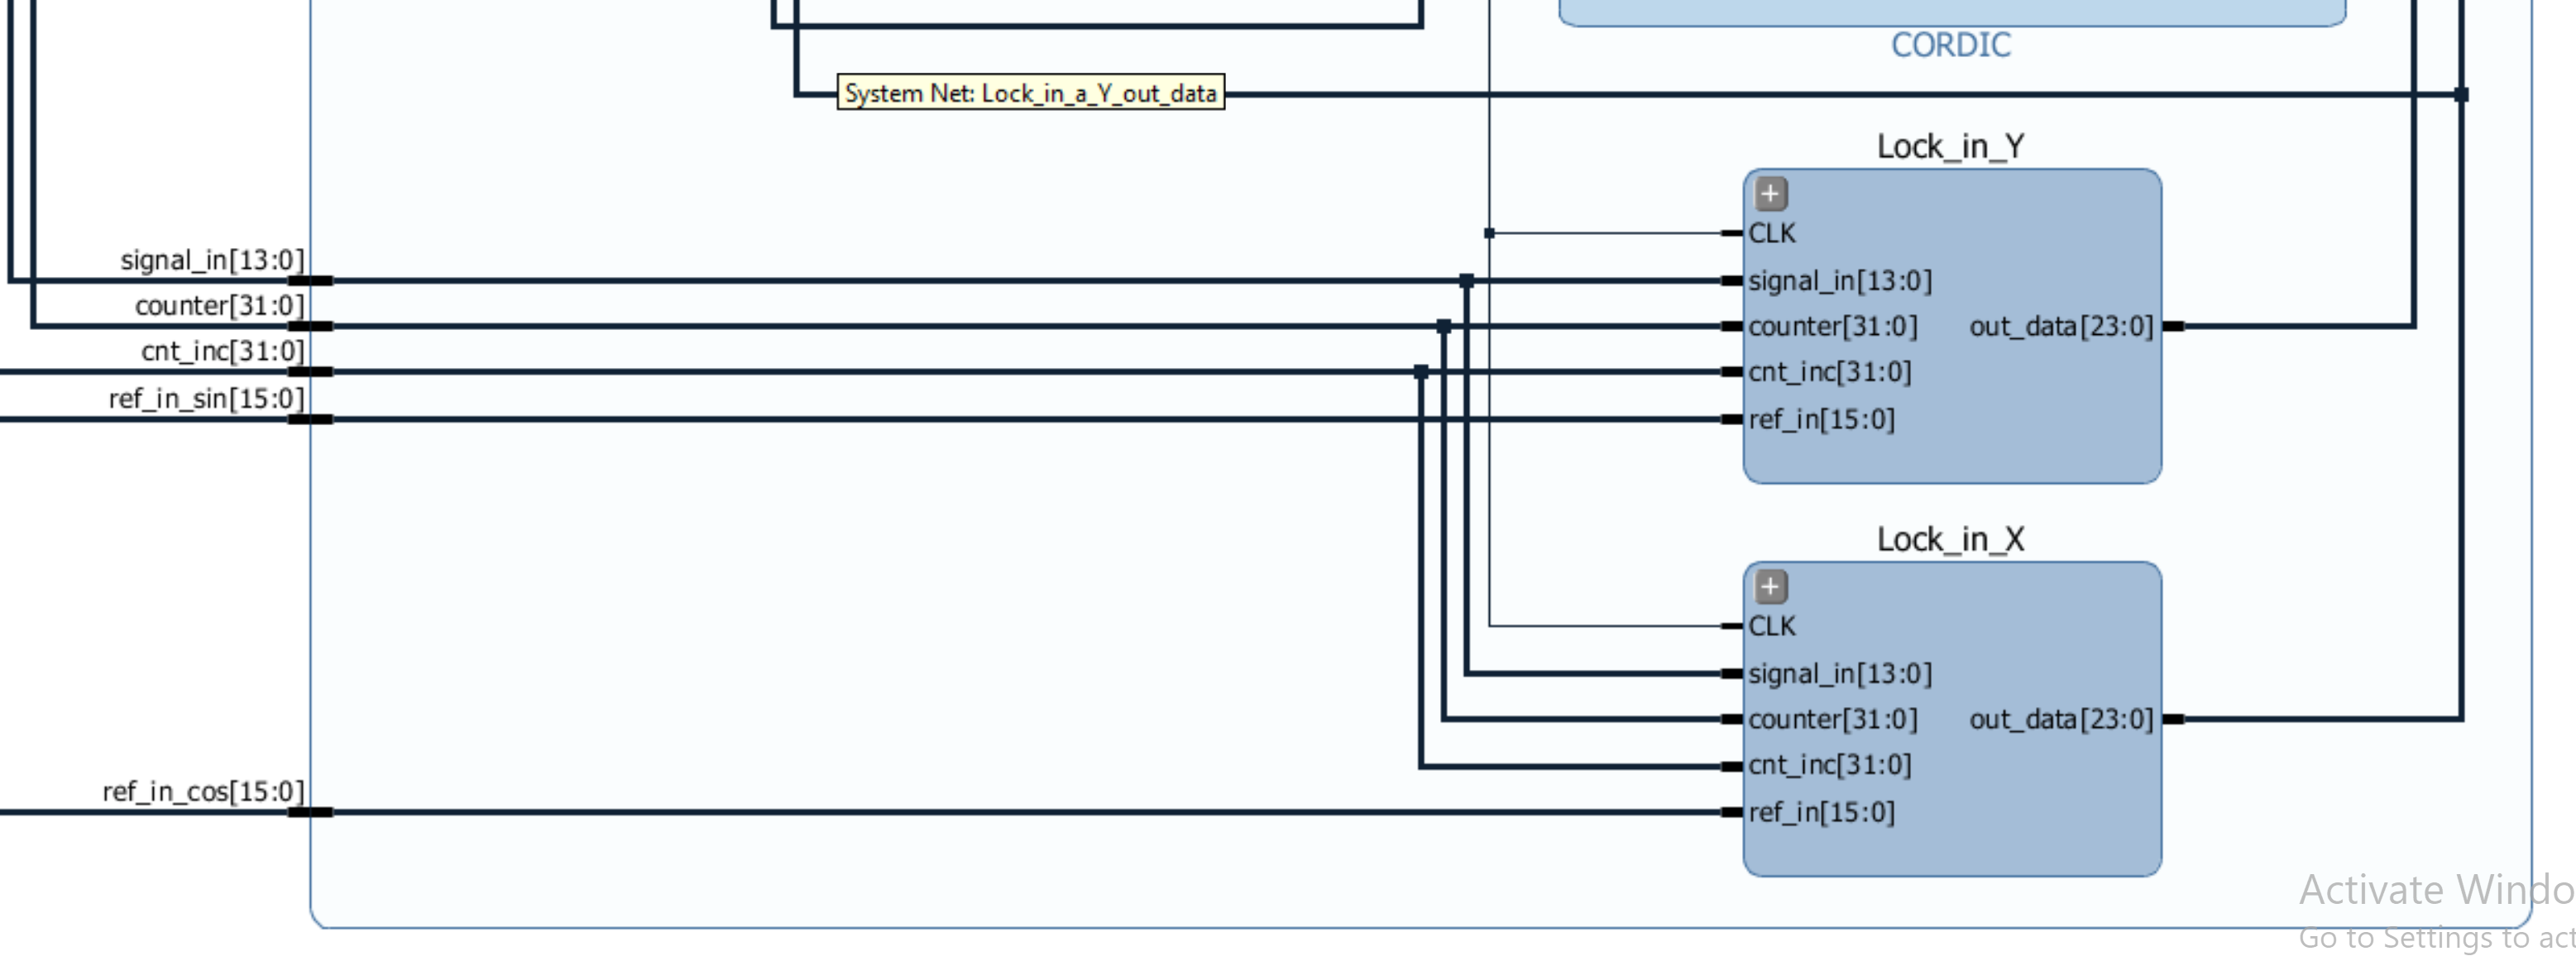 CORDIC
System Net: Lock_in_a_Y_out_data
Lock_in_Y
CLK
signal_in[13:0]
signal_in[13:0]
counter[31:0]
counter[31:0] out_data[23:0]
cnt_inc[31:0]
cnt_inc[31:0]
ref_in_sin[15:0]
ref_in[15:0]
Lock_in_X
CLK
signal_in[13:0]
counter[31:0] out_data[23:0]
cnt_inc[31:0]
ref_in_cos[15:0]
ref_in[15:0]
Activate Windo
Go to Settings to act